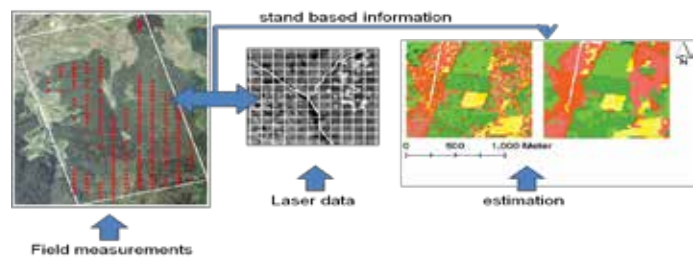 stand based information
0 500 1,000 Meter
Laser data
estimation
Field measurements